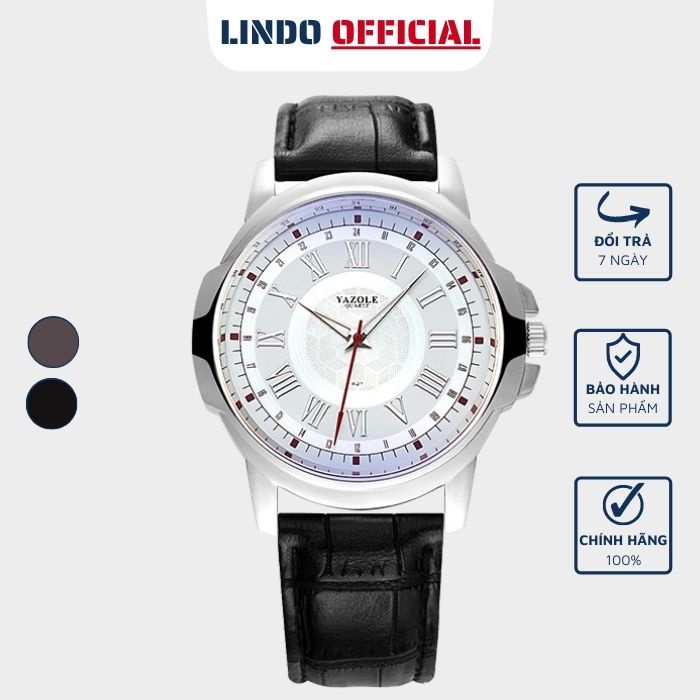 LINDO OFFICIAL
XII
I
II
III
IIII
V
VI
VII
VIII
IX
X
XI
YAZOLE
QUARTZ
421
ĐỔI TRẢ
7 NGÀY
BẢO HÀNH
SẢN PHẨM
CHÍNH HÃNG
100%